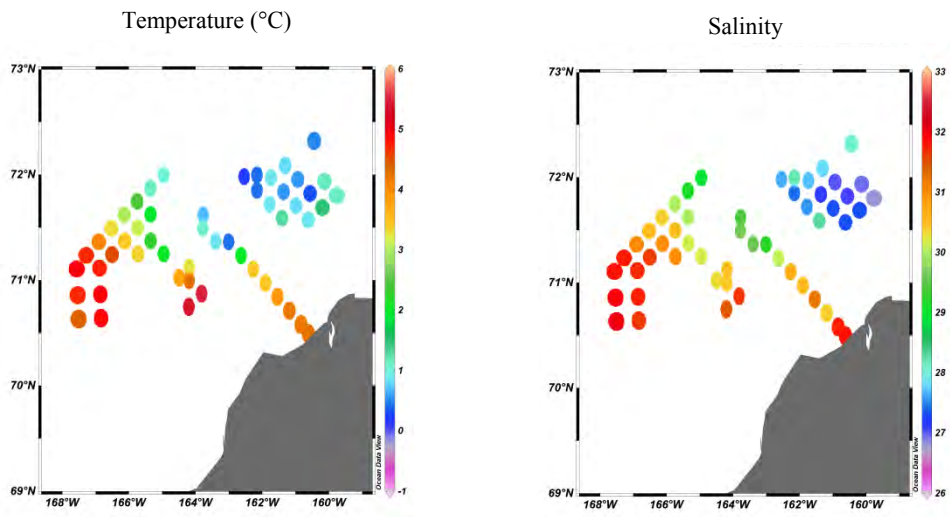 Temperature (°C)
Salinity
73°N
72°N
71°N
70°N
69°N
168°W 166°W 164°W 162°W 160°W
6
5
4
3
2
1
0
-1
Ocean Data View
73°N
72°N
71°N
70°N
69°N
168°W 166°W 164°W 162°W 160°W
33
32
31
30
29
28
27
26
Ocean Data View